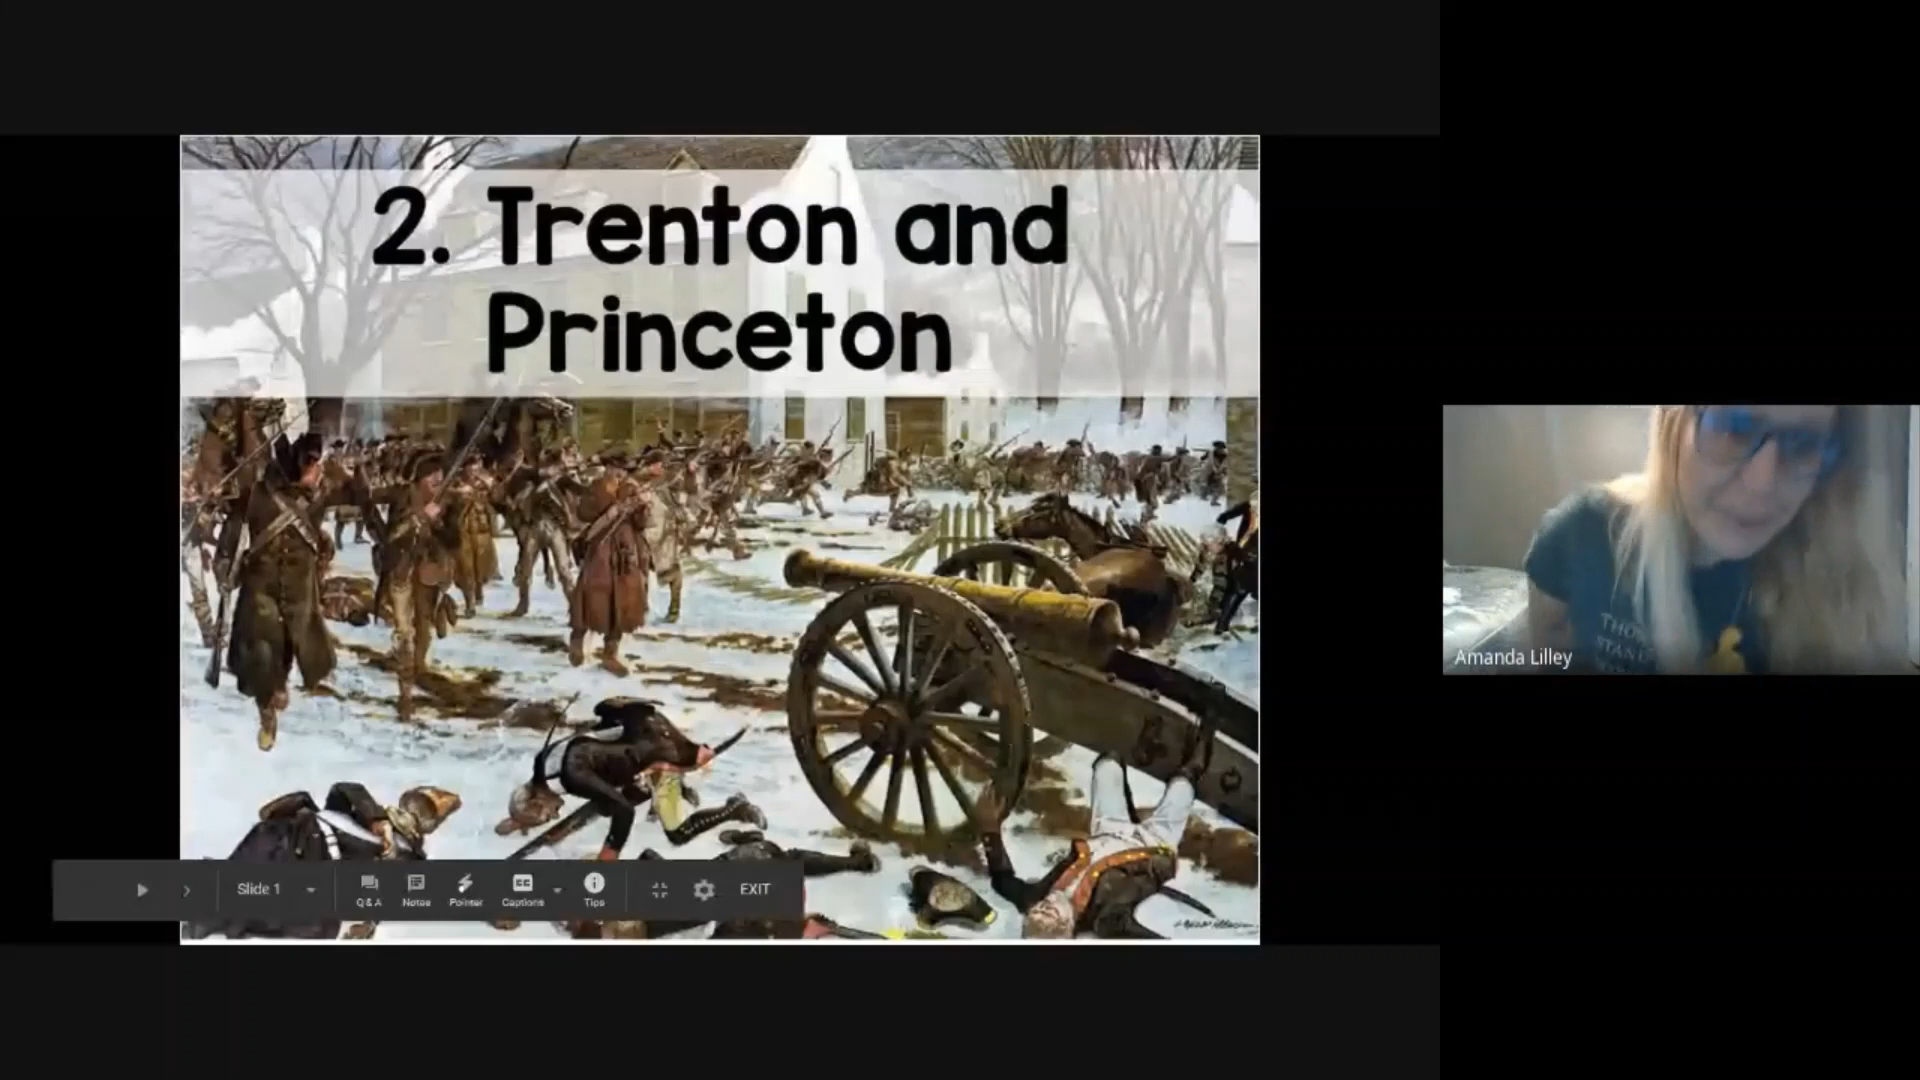 2. Trenton and
Princeton
Slide 1
Q & A
Notes
Pointer
Captions
Tips
EXIT
Amanda Lilley